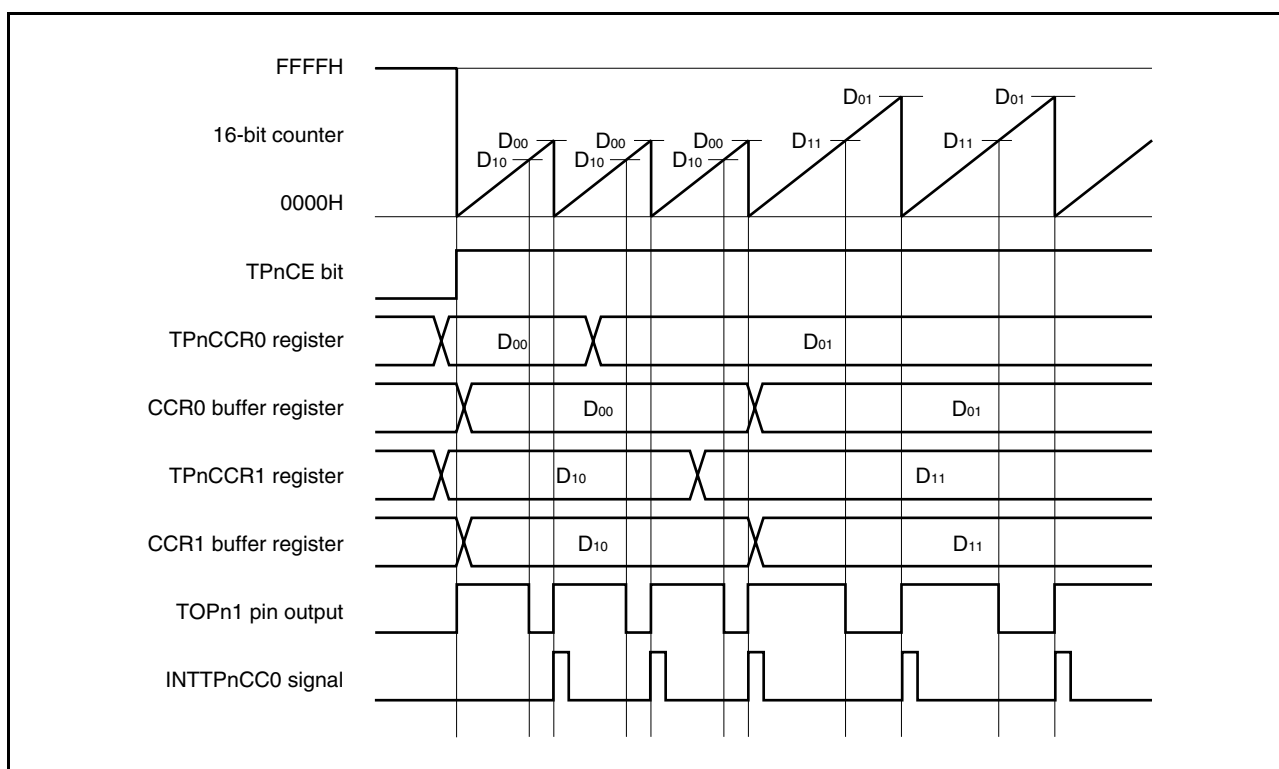 FFFFH
D01 D01
16-bit counter D00 D00 D00 D11 D11
D10 D10 D10
0000H
TPnCE bit
TPnCCR0 register D00 D01
CCR0 buffer register D00 D01
TPnCCR1 register D10 D11
CCR1 buffer register D10 D11
TOPn1 pin output
INTTPnCC0 signal